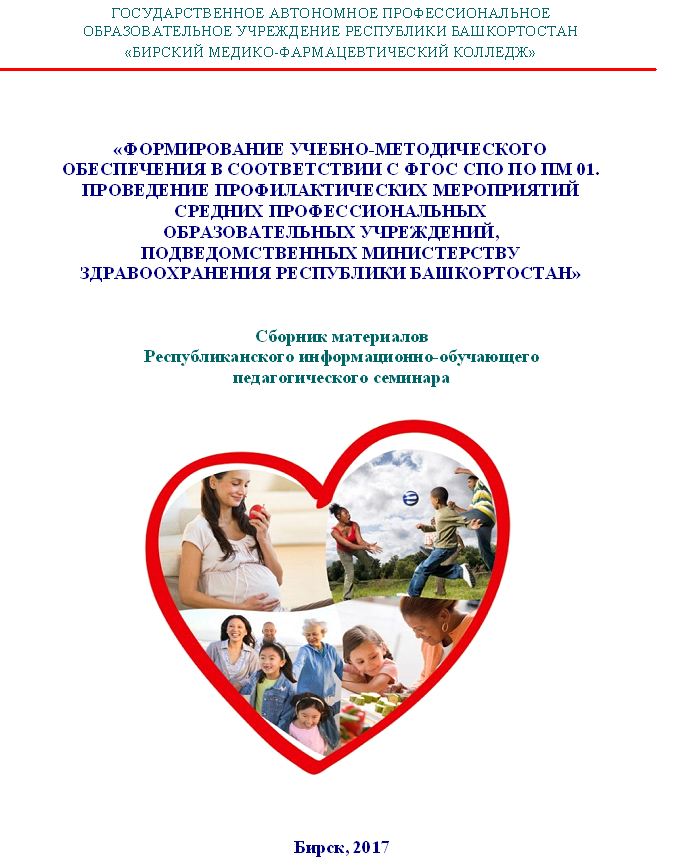 ГОСУДАРСТВЕННОЕ АВТОНОМНОЕ ПРОФЕССИОНАЛЬНОЕ
ОБРАЗОВАТЕЛЬНОЕ УЧРЕЖДЕНИЕ РЕСПУБЛИКИ БАШКОРТОСТАН
«БИРСКИЙ МЕДИКО-ФАРМАЦЕВТИЧЕСКИЙ КОЛЛЕДЖ»
«ФОРМИРОВАНИЕ УЧЕБНО-МЕТОДИЧЕСКОГО
ОБЕСПЕЧЕНИЯ В СООТВЕТСТВИИ С ФГОС СПО ПО ПМ 01.
ПРОВЕДЕНИЕ ПРОФИЛАКТИЧЕСКИХ МЕРОПРИЯТИЙ
СРЕДНИХ ПРОФЕССИОНАЛЬНЫХ
ОБРАЗОВАТЕЛЬНЫХ УЧРЕЖДЕНИЙ,
ПОДВЕДОМСТВЕННЫХ МИНИСТЕРСТВУ
ЗДРАВООХРАНЕНИЯ РЕСПУБЛИКИ БАШКОРТОСТАН»
Сборник материалов
Республиканского информационно-обучающего
педагогического семинара
Бирск, 2017